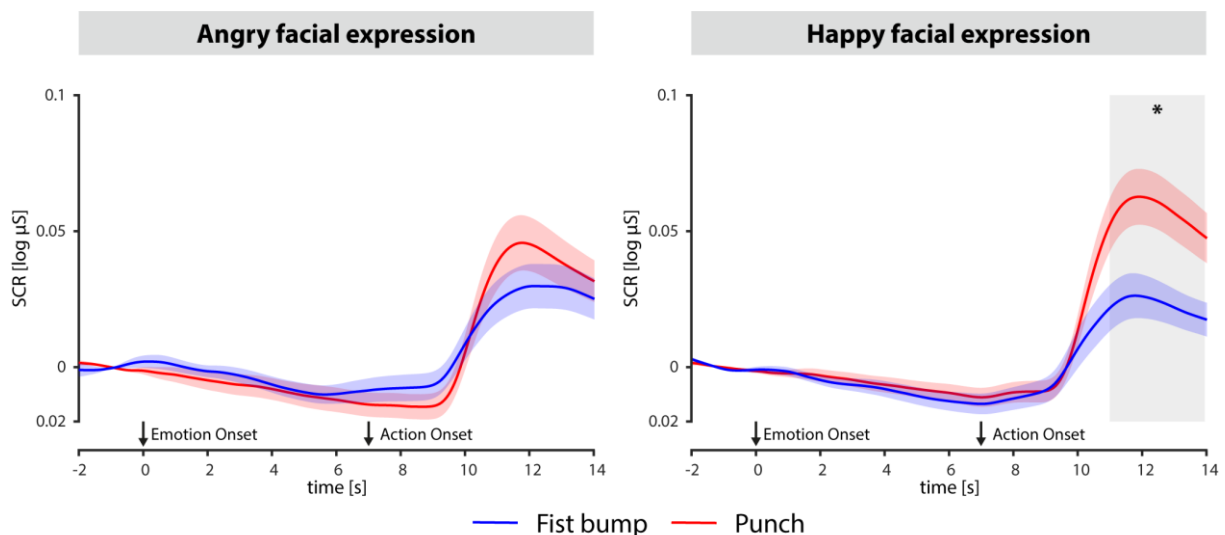 Angry facial expression
0.1
0.05
0
0.02
SCR [log µS]
Emotion Onset
Action Onset
-2 0 2 4 6 8 10 12 14
time [s]
Happy facial expression
0.1
*
0.05
0
0.02
SCR [log µS]
Emotion Onset
Action Onset
-2 0 2 4 6 8 10 12 14
time [s]
Fist bump Punch